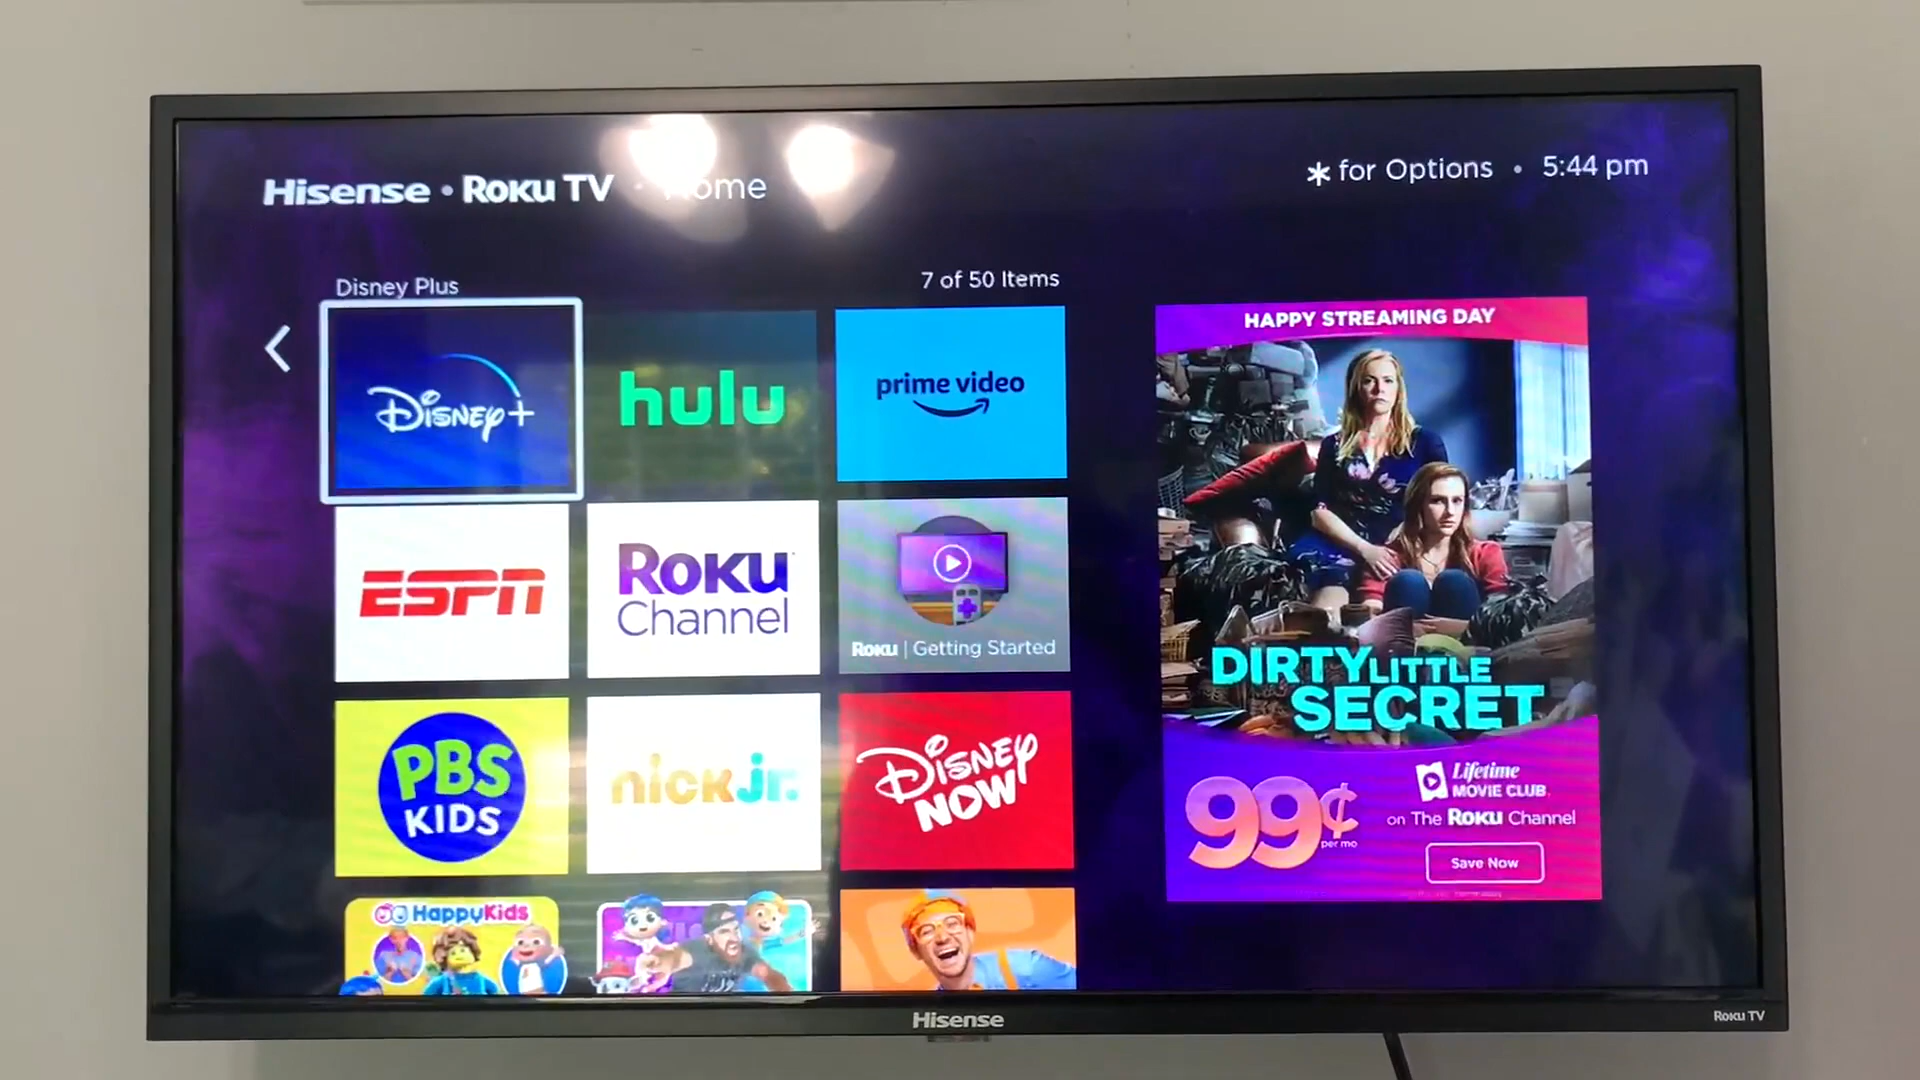 Hisense • Roku TV • Home
* for Options • 5:44 pm
Disney Plus
7 of 50 Items
Disney+
hulu
prime video
ESPN
Roku
Channel
Roku | Getting Started
PBS
KIDS
nick jr.
Disney
NOW
HappyKids
HAPPY STREAMING DAY
DIRTY LITTLE
SECRET
99¢
per mo
Lifetime
MOVIE CLUB
on The Roku Channel
Save Now
Hisense
Roku TV